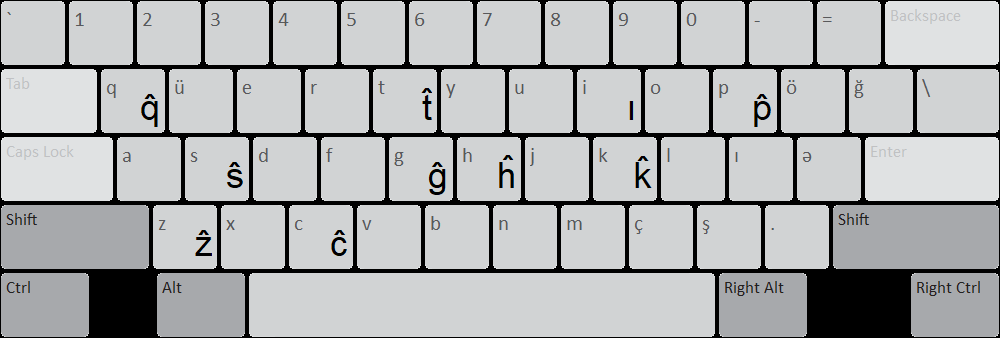 ` 1 2 3 4 5 6 7 8 9 0 - = Backspace
Tab q q̂ ü e r t t̂ y u i ı o p p̂ ö ğ \
Caps Lock a s ŝ d f g ĝ h ĥ j k k̂ l ı ə Enter
Shift z ẑ x c ĉ v b n m ç ş . Shift
Ctrl Alt Right Alt Right Ctrl